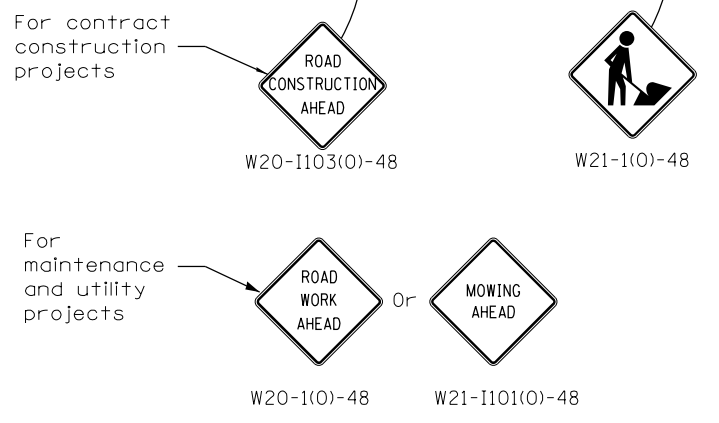 For contract
construction
projects
ROAD
CONSTRUCTION
AHEAD
W20-I103(O)-48
W21-1(O)-48
For
maintenance
and utility
projects
ROAD
WORK
AHEAD
Or
MOWING
AHEAD
W20-1(O)-48
W21-I101(O)-48